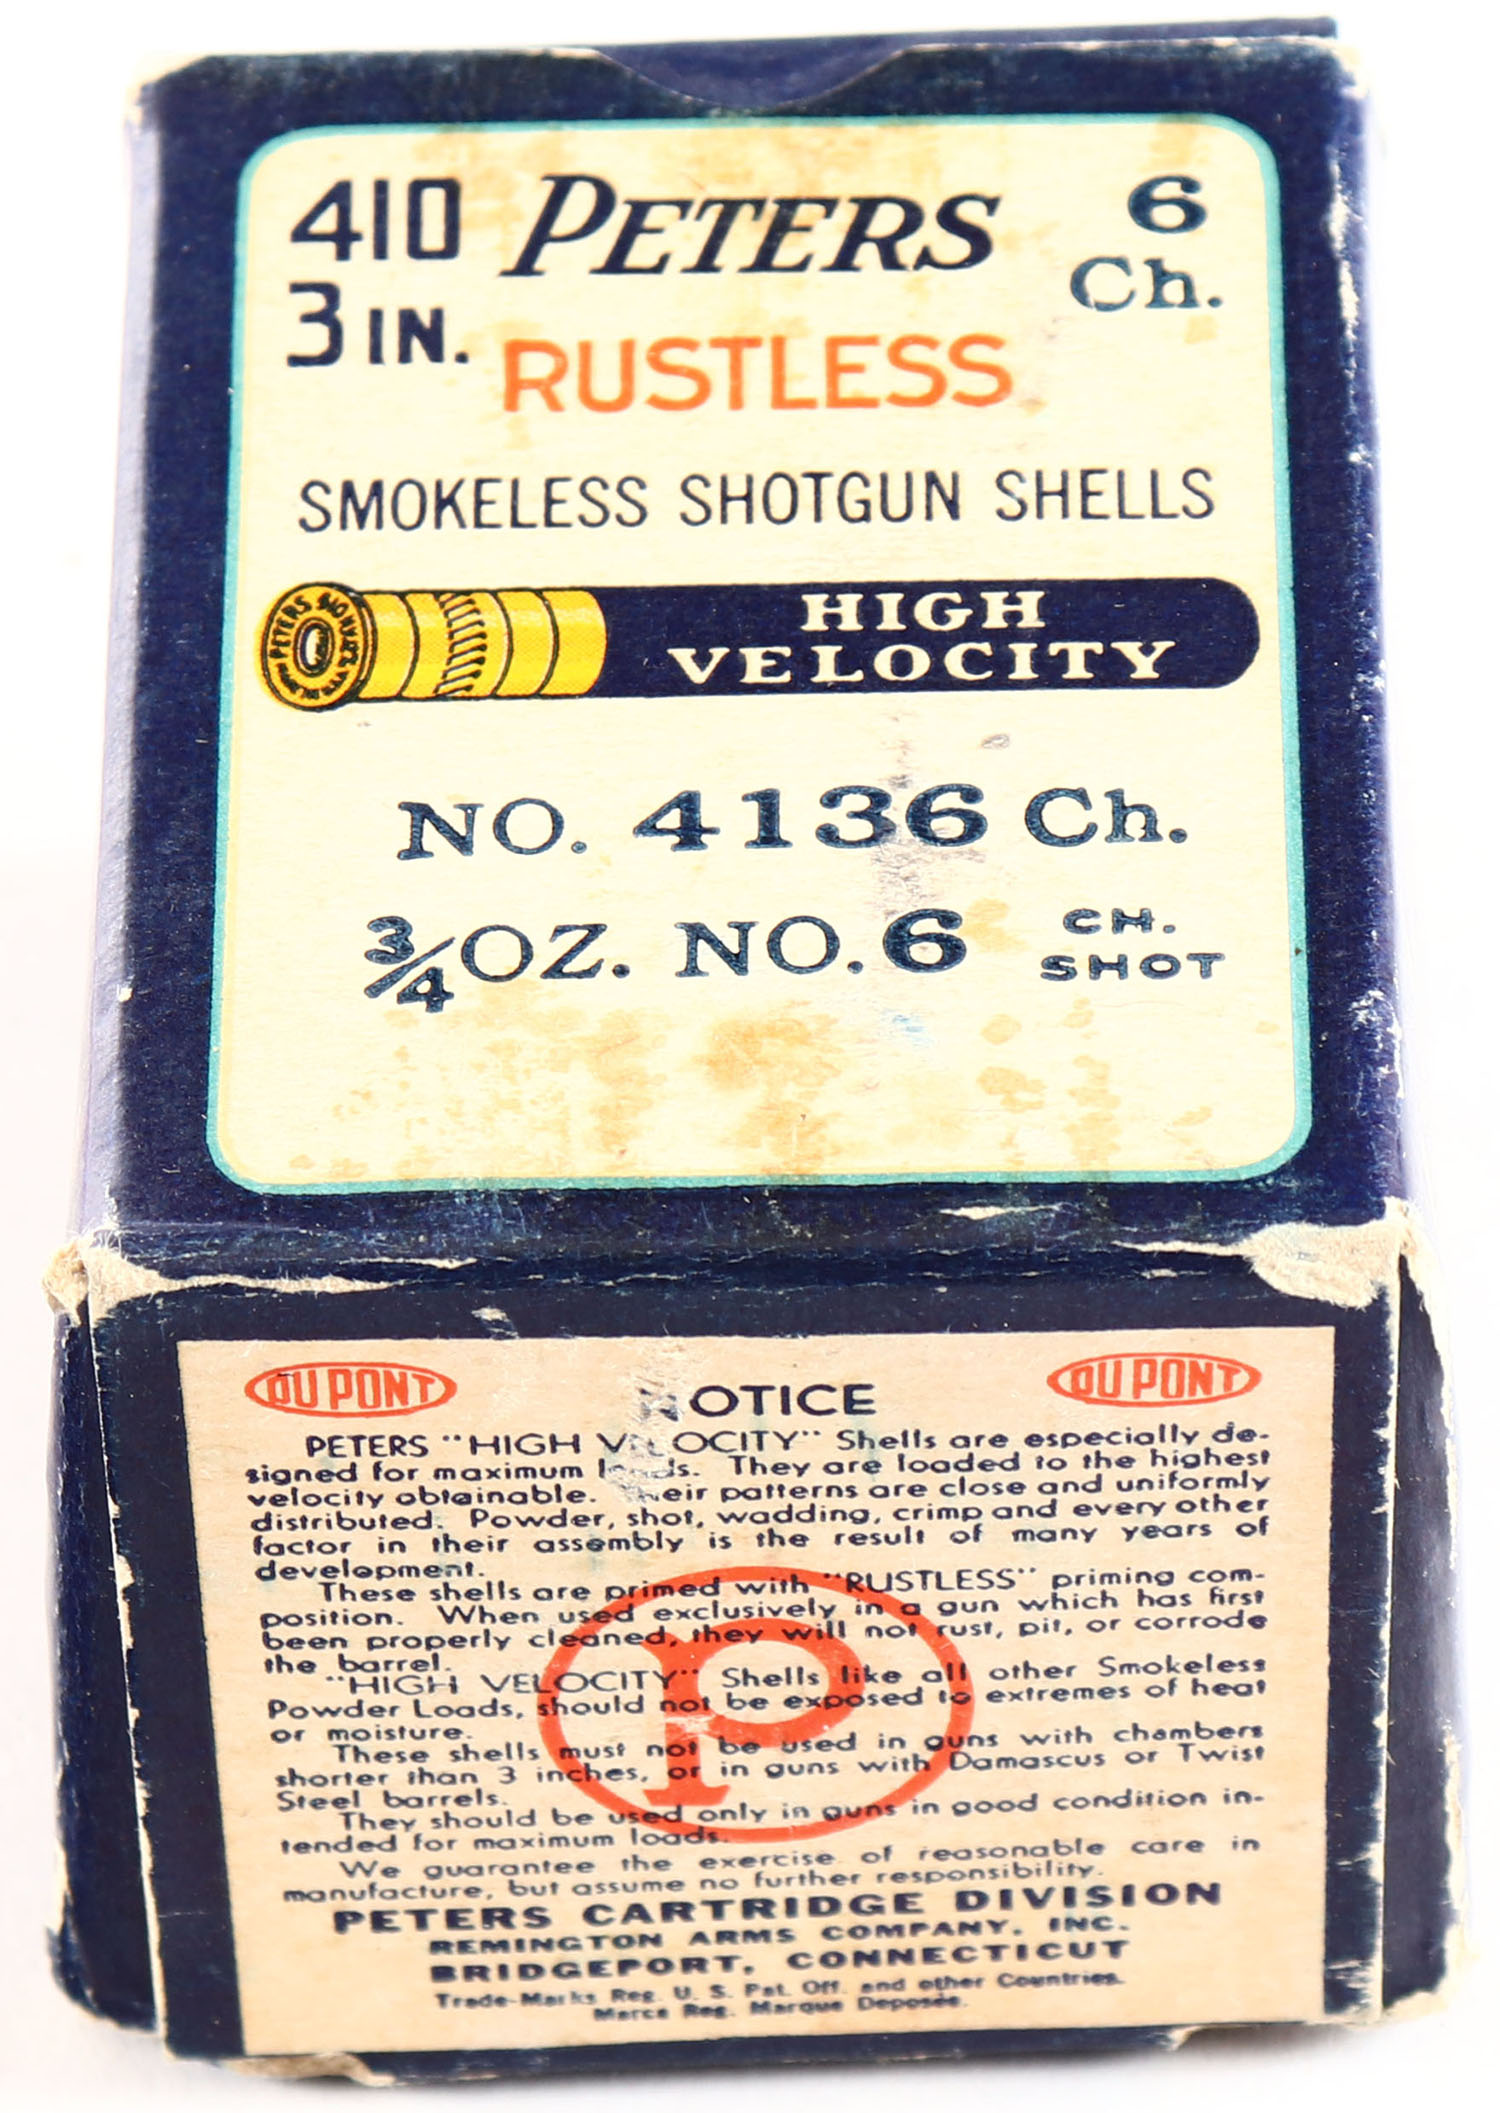 410 PETERS 6
3 IN. Ch.
RUSTLESS
SMOKELESS SHOTGUN SHELLS
PETERS
HIGH
VELOCITY
NO. 4136 Ch.
3/4 OZ. NO. 6 CH. SHOT
DU PONT NOTICE DU PONT
PETERS "HIGH VELOCITY" Shells are especially de-
signed for maximum loads. They are loaded to the highest
velocity obtainable. Their patterns are close and uniformly
distributed. Powder, shot, wadding, crimp and every other
factor in their assembly is the result of many years of
development.
These shells are primed with "RUSTLESS" priming com-
position. When used exclusively in a gun which has first
been properly cleaned, they will not rust, pit, or corrode
the barrel.
"HIGH VELOCITY" Shells like all other Smokeless
Powder Loads, should not be exposed to extremes of heat
or moisture.
These shells must not be used in guns with chambers
shorter than 3 inches, or in guns with Damascus or Twist
Steel barrels.
They should be used only in guns in good condition in-
tended for maximum loads.
We guarantee the exercise of reasonable care in
manufacture, but assume no further responsibility.
P
PETERS CARTRIDGE DIVISION
REMINGTON ARMS COMPANY, INC.
BRIDGEPORT, CONNECTICUT
Trade-Marks Reg. U. S. Pat. Off. and other Countries.
Marca Reg. Marque Deposée.